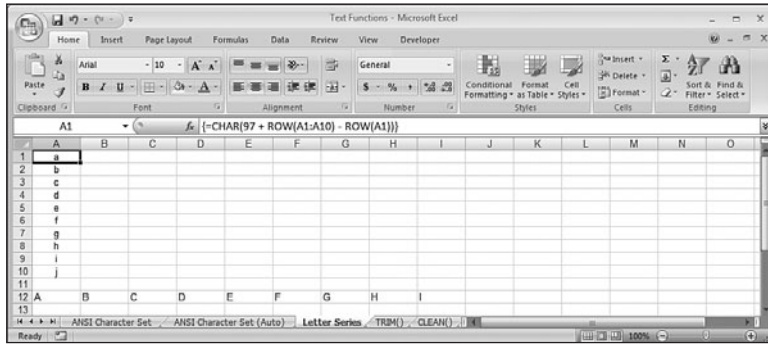 Text Functions - Microsoft Excel
Home Insert Page Layout Formulas Data Review View Developer
Paste
Clipboard
Arial 10 A A
B I U A
Font
Alignment
General
$ % ,
Number
Conditional Formatting
Format as Table
Cell Styles
Styles
Insert
Delete
Format
Cells
Σ
Sort & Filter
Find & Select
Editing
A1 fx {=CHAR(97 + ROW(A1:A10) - ROW(A1))}
A B C D E F G H I J K L M N O
1 a
2 b
3 c
4 d
5 e
6 f
7 g
8 h
9 i
10 j
11
12 A B C D E F G H I
13
ANSI Character Set ANSI Character Set (Auto) Letter Series TRIM() CLEAN()
Ready 100%